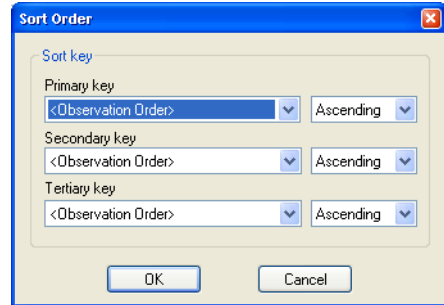 Sort Order
Sort key
Primary key
<Observation Order> Ascending
Secondary key
<Observation Order> Ascending
Tertiary key
<Observation Order> Ascending
OK Cancel